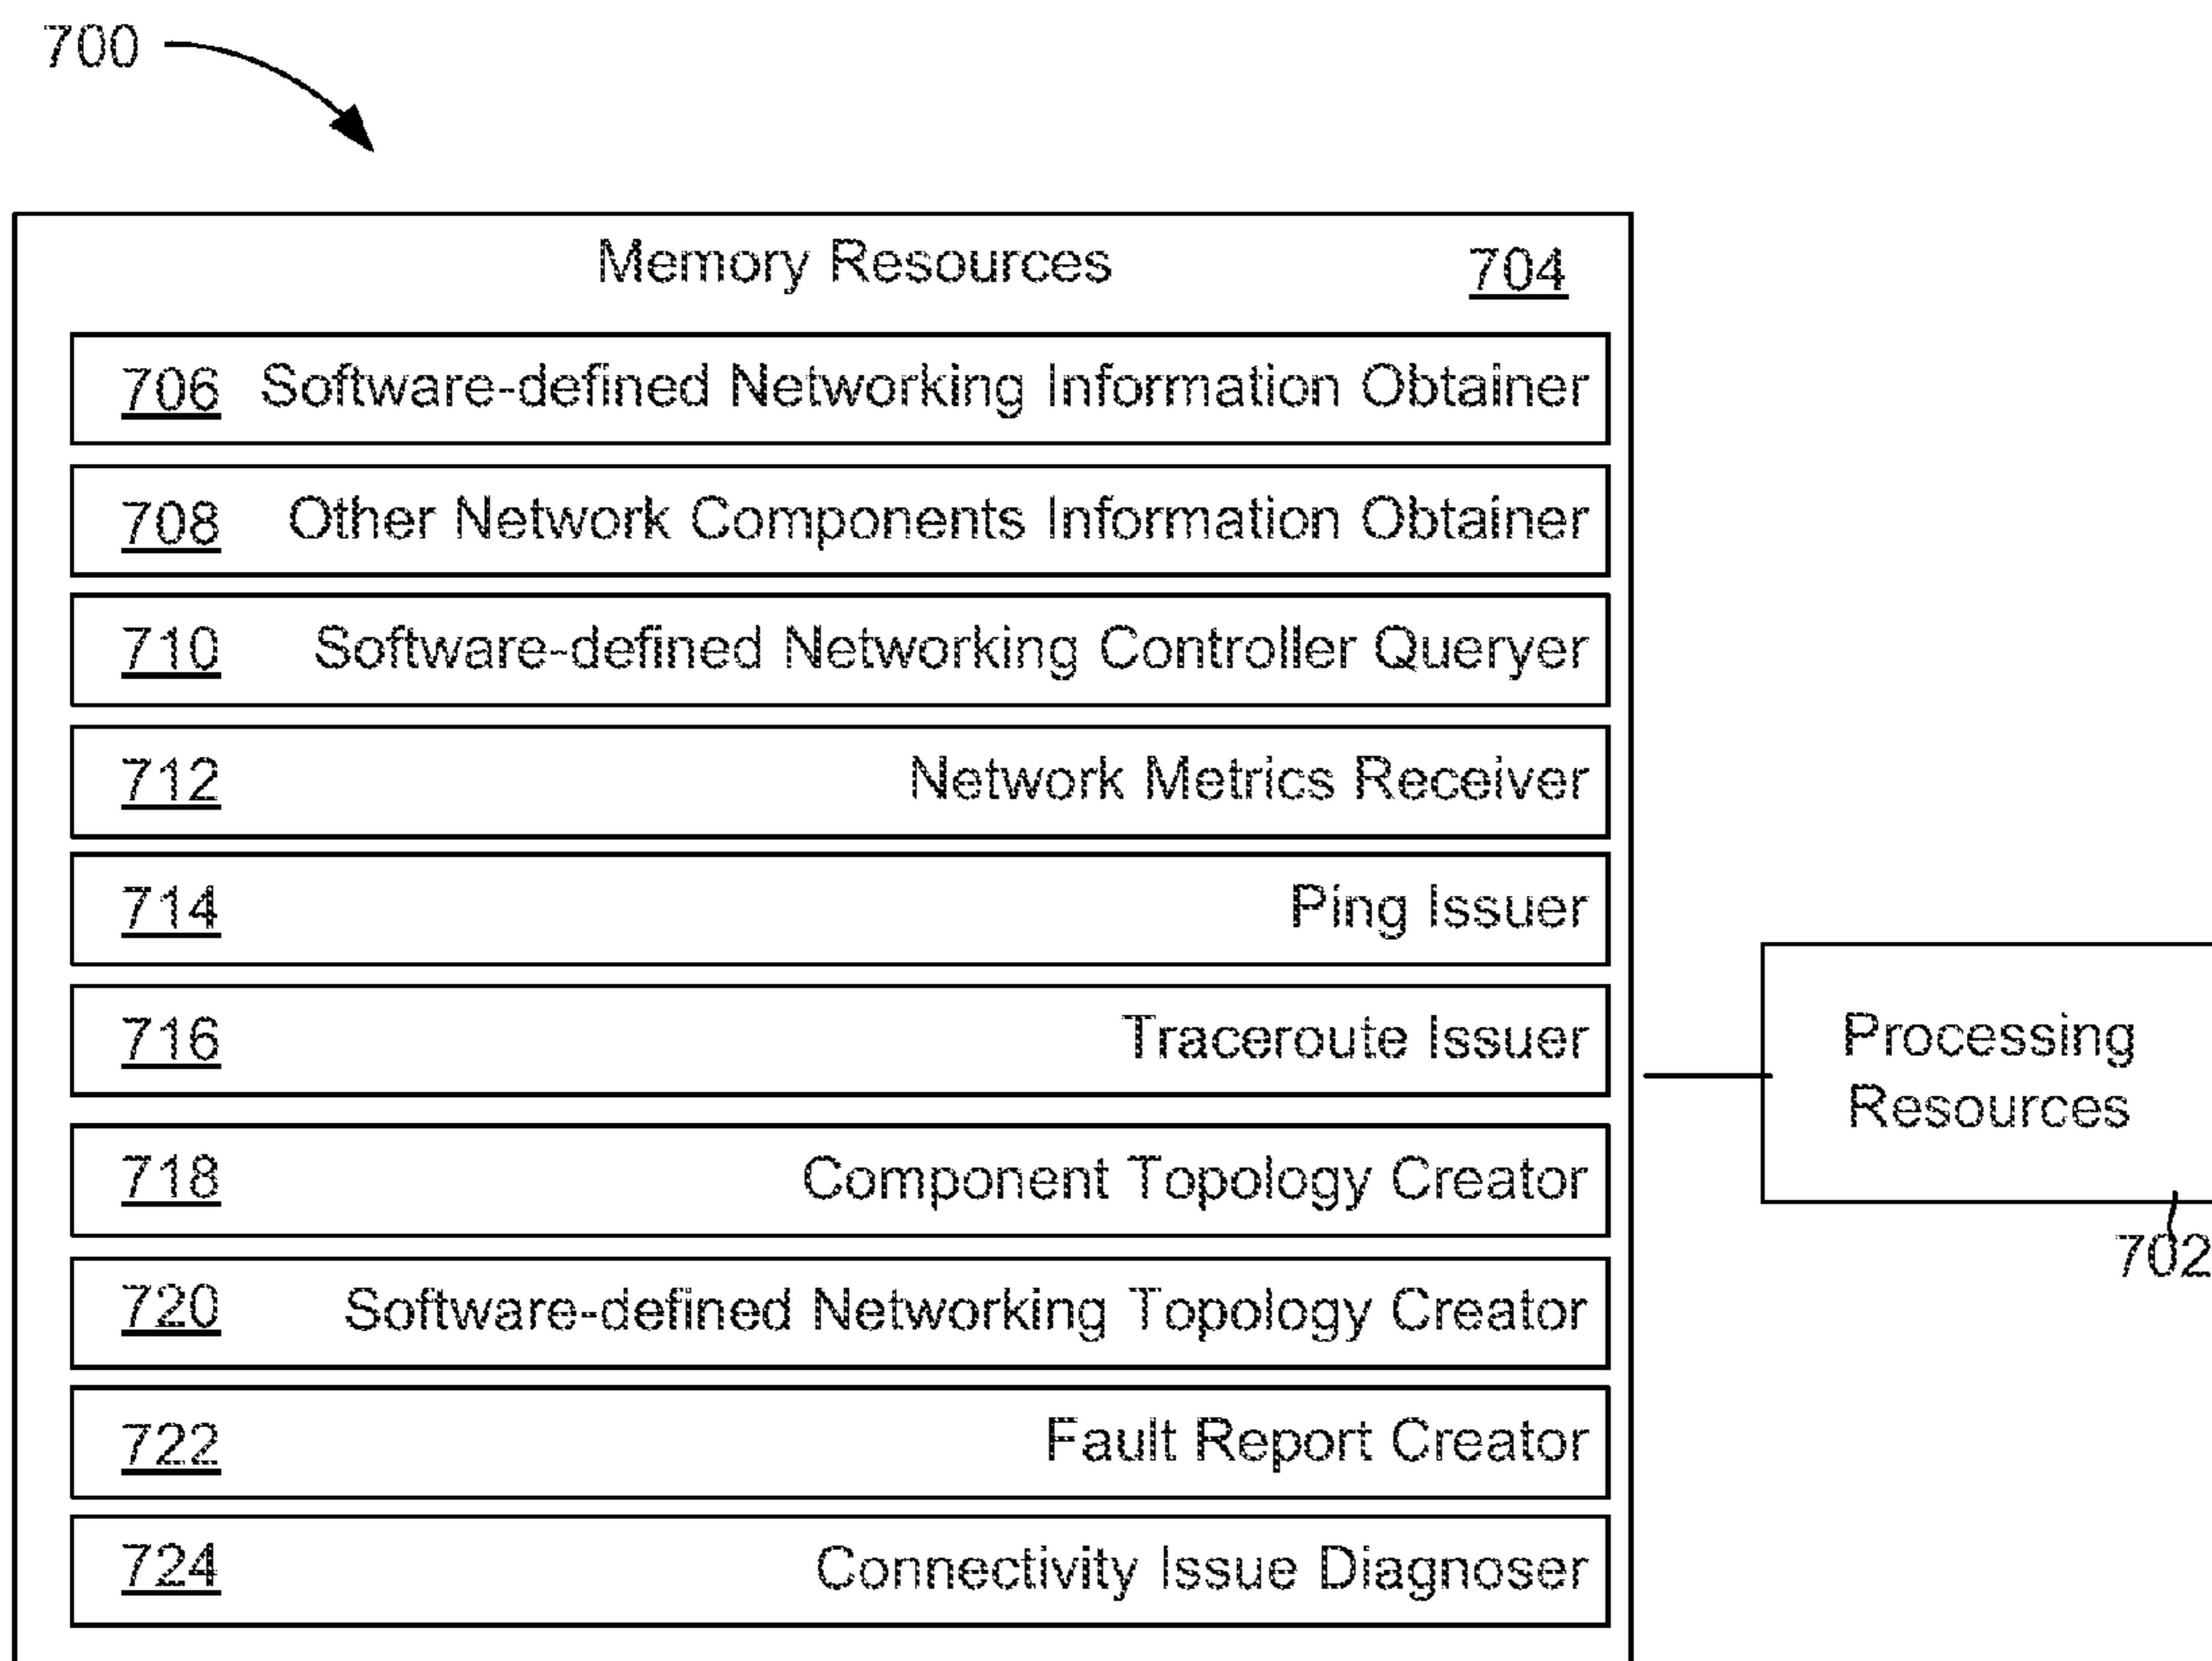 700
Memory Resources 704
706 Software-defined Networking Information Obtainer
708 Other Network Components Information Obtainer
710 Software-defined Networking Controller Queryer
712 Network Metrics Receiver
714 Ping Issuer
716 Traceroute Issuer
718 Component Topology Creator
720 Software-defined Networking Topology Creator
722 Fault Report Creator
724 Connectivity Issue Diagnoser
Processing
Resources
702